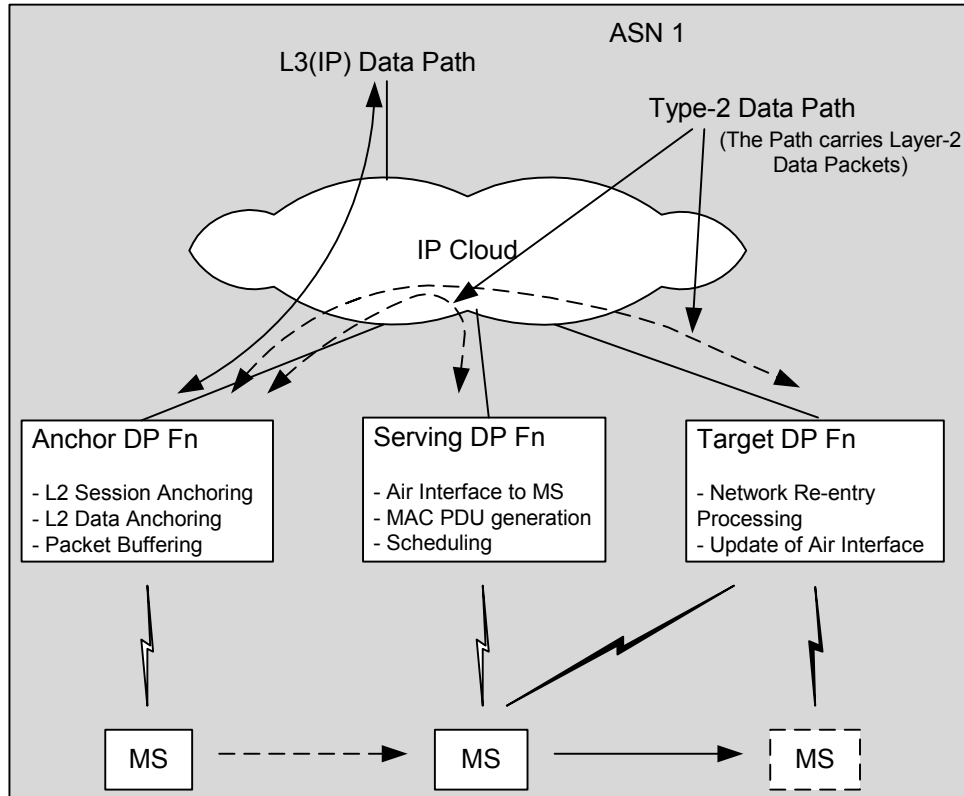 ASN 1
L3(IP) Data Path
Type-2 Data Path
(The Path carries Layer-2
Data Packets)
IP Cloud
Anchor DP Fn
- L2 Session Anchoring
- L2 Data Anchoring
- Packet Buffering
Serving DP Fn
- Air Interface to MS
- MAC PDU generation
- Scheduling
Target DP Fn
- Network Re-entry
Processing
- Update of Air Interface
MS
MS
MS